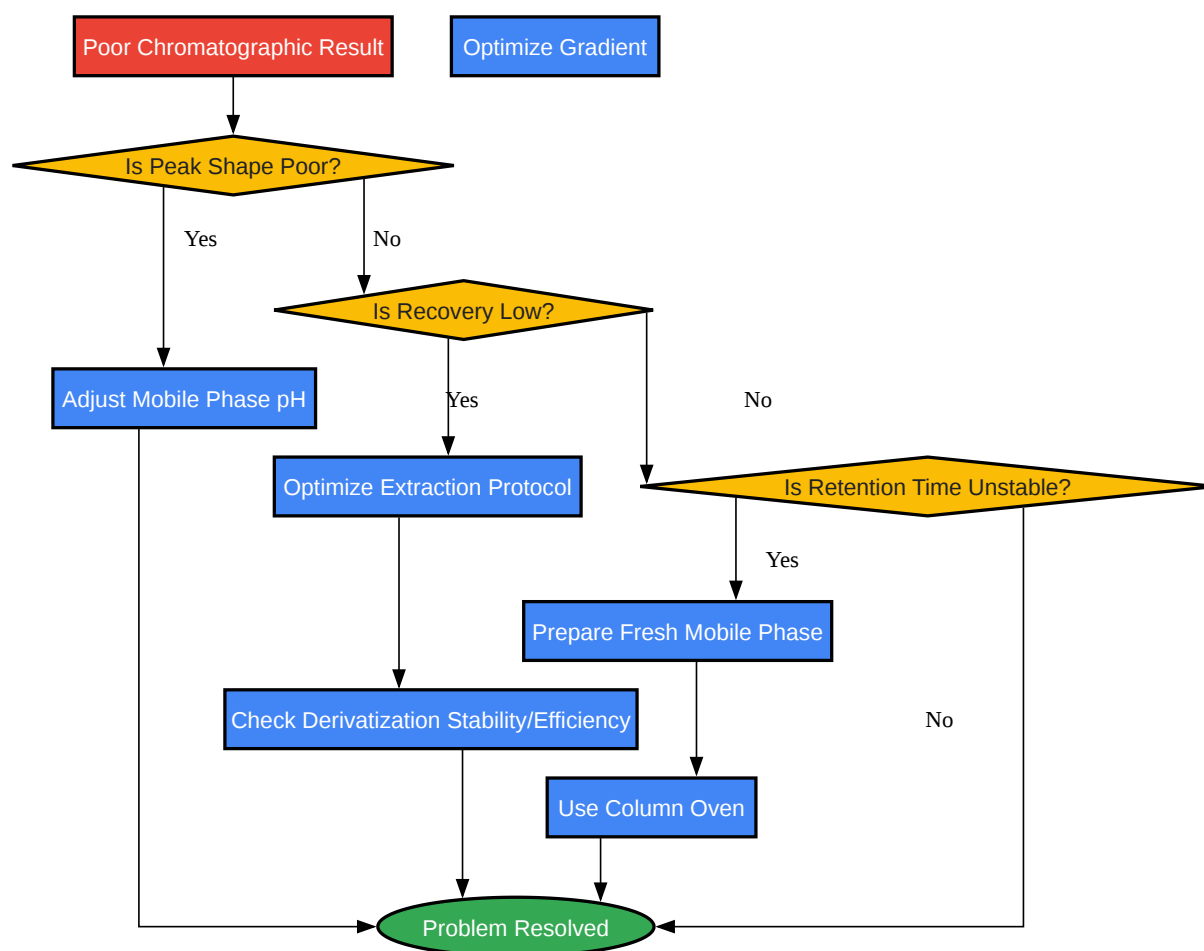 Poor Chromatographic Result
Optimize Gradient
Is Peak Shape Poor?
Yes
No
Is Recovery Low?
Adjust Mobile Phase pH
Yes
No
Optimize Extraction Protocol
Is Retention Time Unstable?
Yes
Prepare Fresh Mobile Phase
Check Derivatization Stability/Efficiency
No
Use Column Oven
Problem Resolved